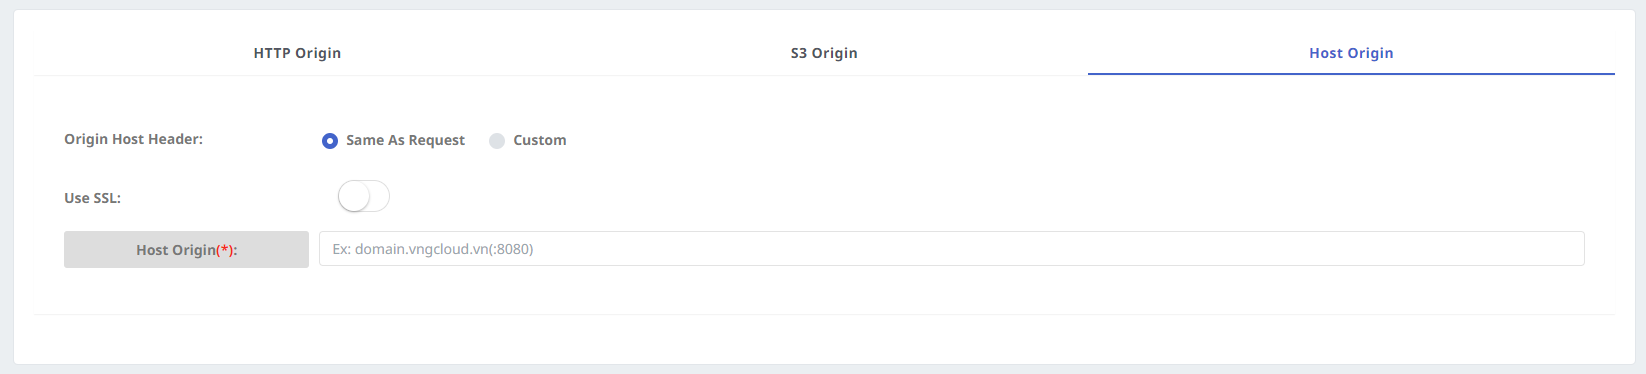 HTTP Origin S3 Origin Host Origin
Origin Host Header: Same As Request Custom
Use SSL:
Host Origin(*): Ex: domain.vngcloud.vn(:8080)